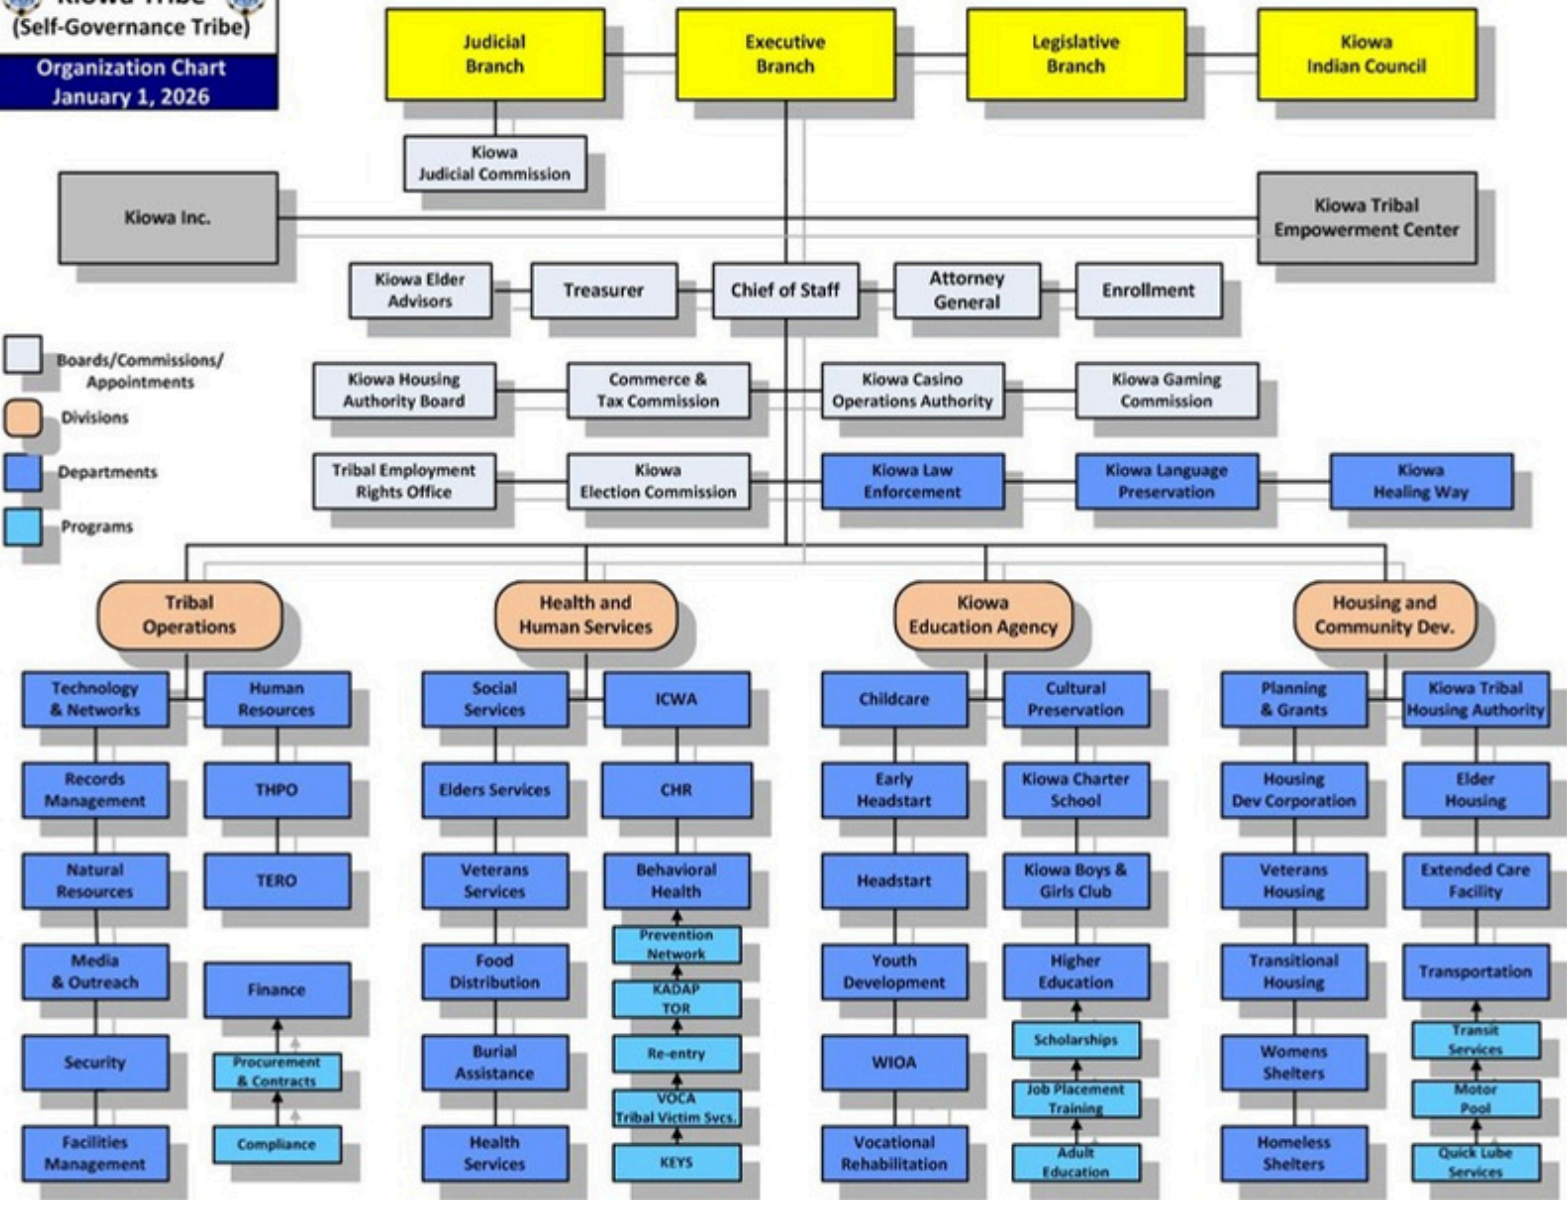 Kiowa Tribe
(Self-Governance Tribe)
Organization Chart
January 1, 2026
Judicial
Branch
Executive
Branch
Legislative
Branch
Kiowa
Indian Council
Kiowa
Judicial Commission
Kiowa Inc.
Kiowa Tribal
Empowerment Center
Kiowa Elder
Advisors
Treasurer
Chief of Staff
Attorney
General
Enrollment
Boards/Commissions/
Appointments
Divisions
Departments
Programs
Kiowa Housing
Authority Board
Commerce &
Tax Commission
Kiowa Casino
Operations Authority
Kiowa Gaming
Commission
Tribal Employment
Rights Office
Kiowa
Election Commission
Kiowa Law
Enforcement
Kiowa Language
Preservation
Kiowa
Healing Way
Tribal
Operations
Health and
Human Services
Kiowa
Education Agency
Housing and
Community Dev.
Technology
& Networks
Human
Resources
Records
Management
THPO
Natural
Resources
TERO
Media
& Outreach
Finance
Security
Procurement
& Contracts
Facilities
Management
Compliance
Social
Services
ICWA
Elders Services
CHR
Veterans
Services
Behavioral
Health
Prevention
Network
Food
Distribution
KADAP
TOR
Burial
Assistance
Re-entry
VOCA
Tribal Victim Svcs.
Health
Services
KEYS
Childcare
Cultural
Preservation
Early
Headstart
Kiowa Charter
School
Headstart
Kiowa Boys &
Girls Club
Youth
Development
Higher
Education
WIOA
Scholarships
Job Placement
Training
Vocational
Rehabilitation
Adult
Education
Planning
& Grants
Kiowa Tribal
Housing Authority
Housing
Dev Corporation
Elder
Housing
Veterans
Housing
Extended Care
Facility
Transitional
Housing
Transportation
Womens
Shelters
Transit
Services
Motor
Pool
Homeless
Shelters
Quick Lube
Services